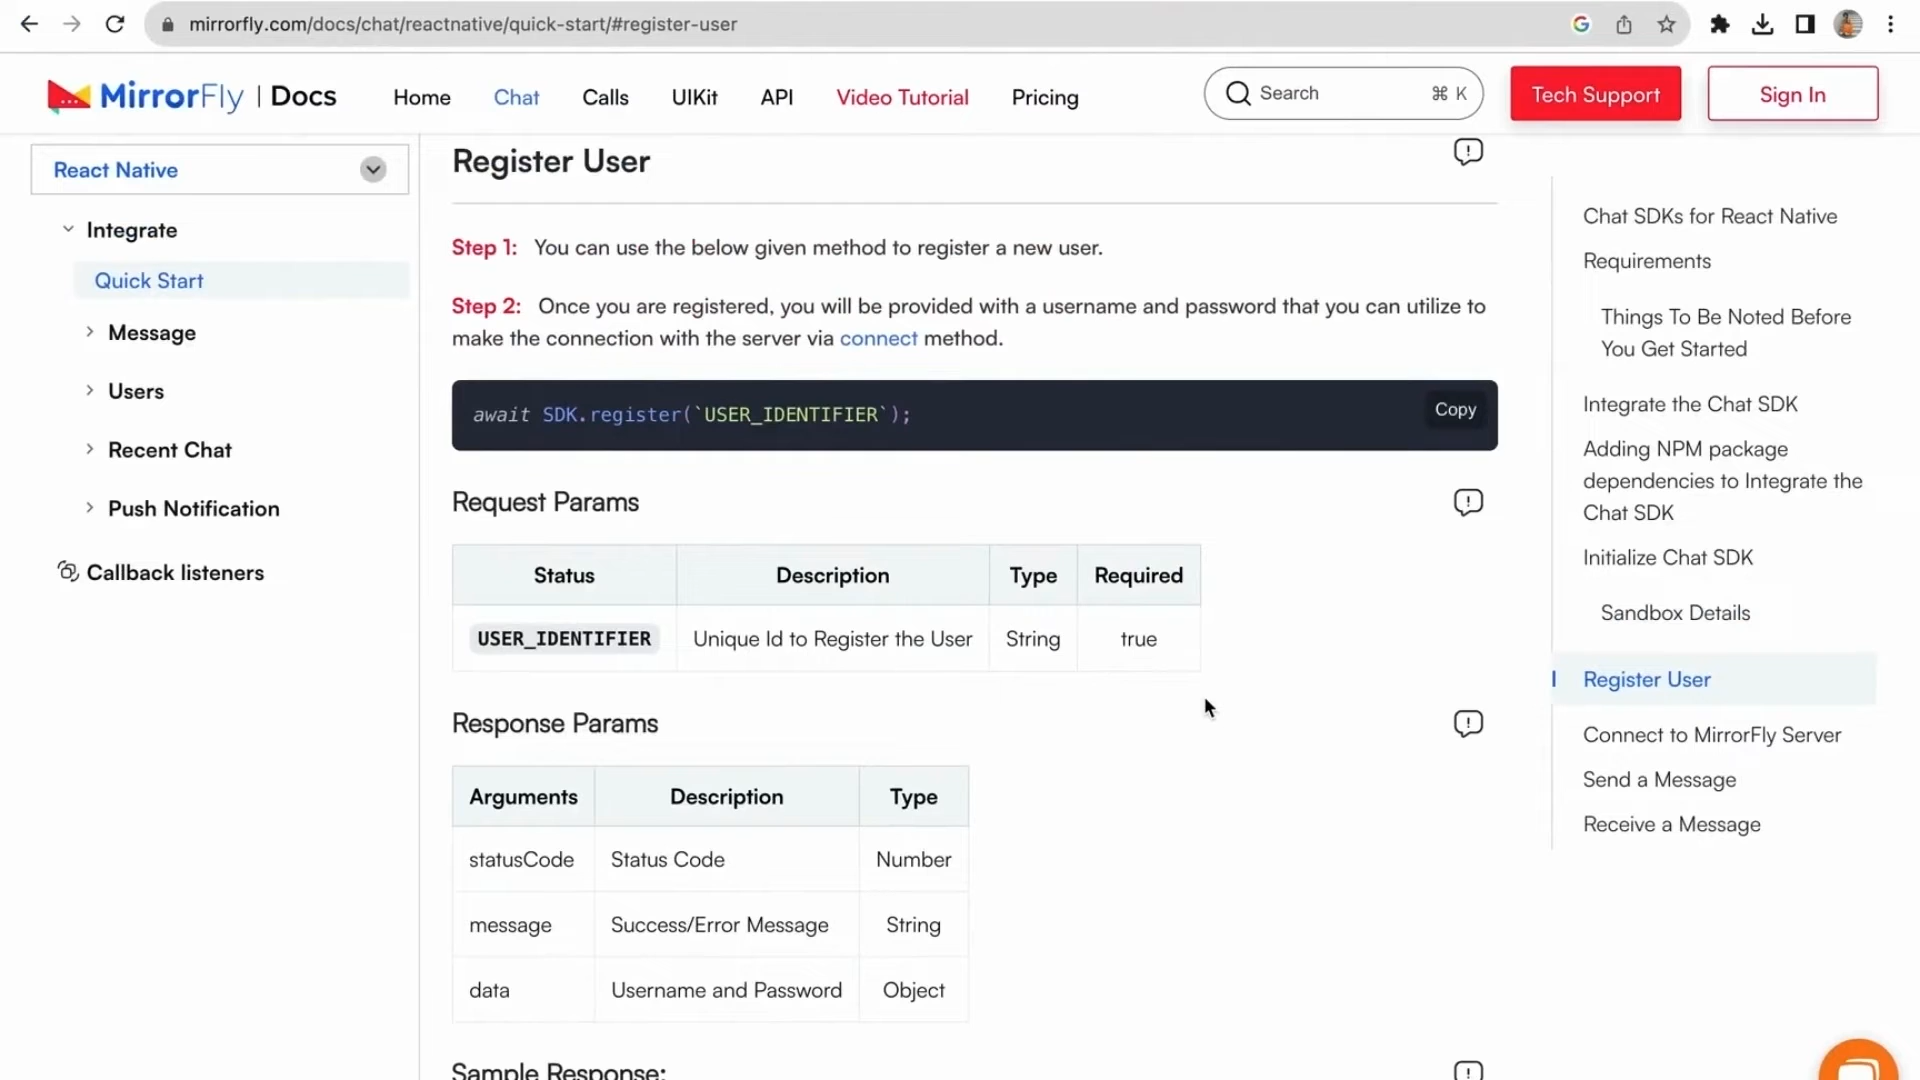 mirrorfly.com/docs/chat/reactnative/quick-start/#register-user
MirrorFly | Docs
Home
Chat
Calls
UIKit
API
Video Tutorial
Pricing
Search
⌘ K
Tech Support
Sign In
React Native
Integrate
Quick Start
Message
Users
Recent Chat
Push Notification
Callback listeners
Register User
Step 1: You can use the below given method to register a new user.
Step 2: Once you are registered, you will be provided with a username and password that you can utilize to
make the connection with the server via connect method.
await SDK.register(`USER_IDENTIFIER`);
Copy
Request Params
Status Description Type Required
USER_IDENTIFIER Unique Id to Register the User String true
Response Params
Arguments Description Type
statusCode Status Code Number
message Success/Error Message String
data Username and Password Object
Sample Response:
Chat SDKs for React Native
Requirements
Things To Be Noted Before
You Get Started
Integrate the Chat SDK
Adding NPM package
dependencies to Integrate the
Chat SDK
Initialize Chat SDK
Sandbox Details
Register User
Connect to MirrorFly Server
Send a Message
Receive a Message